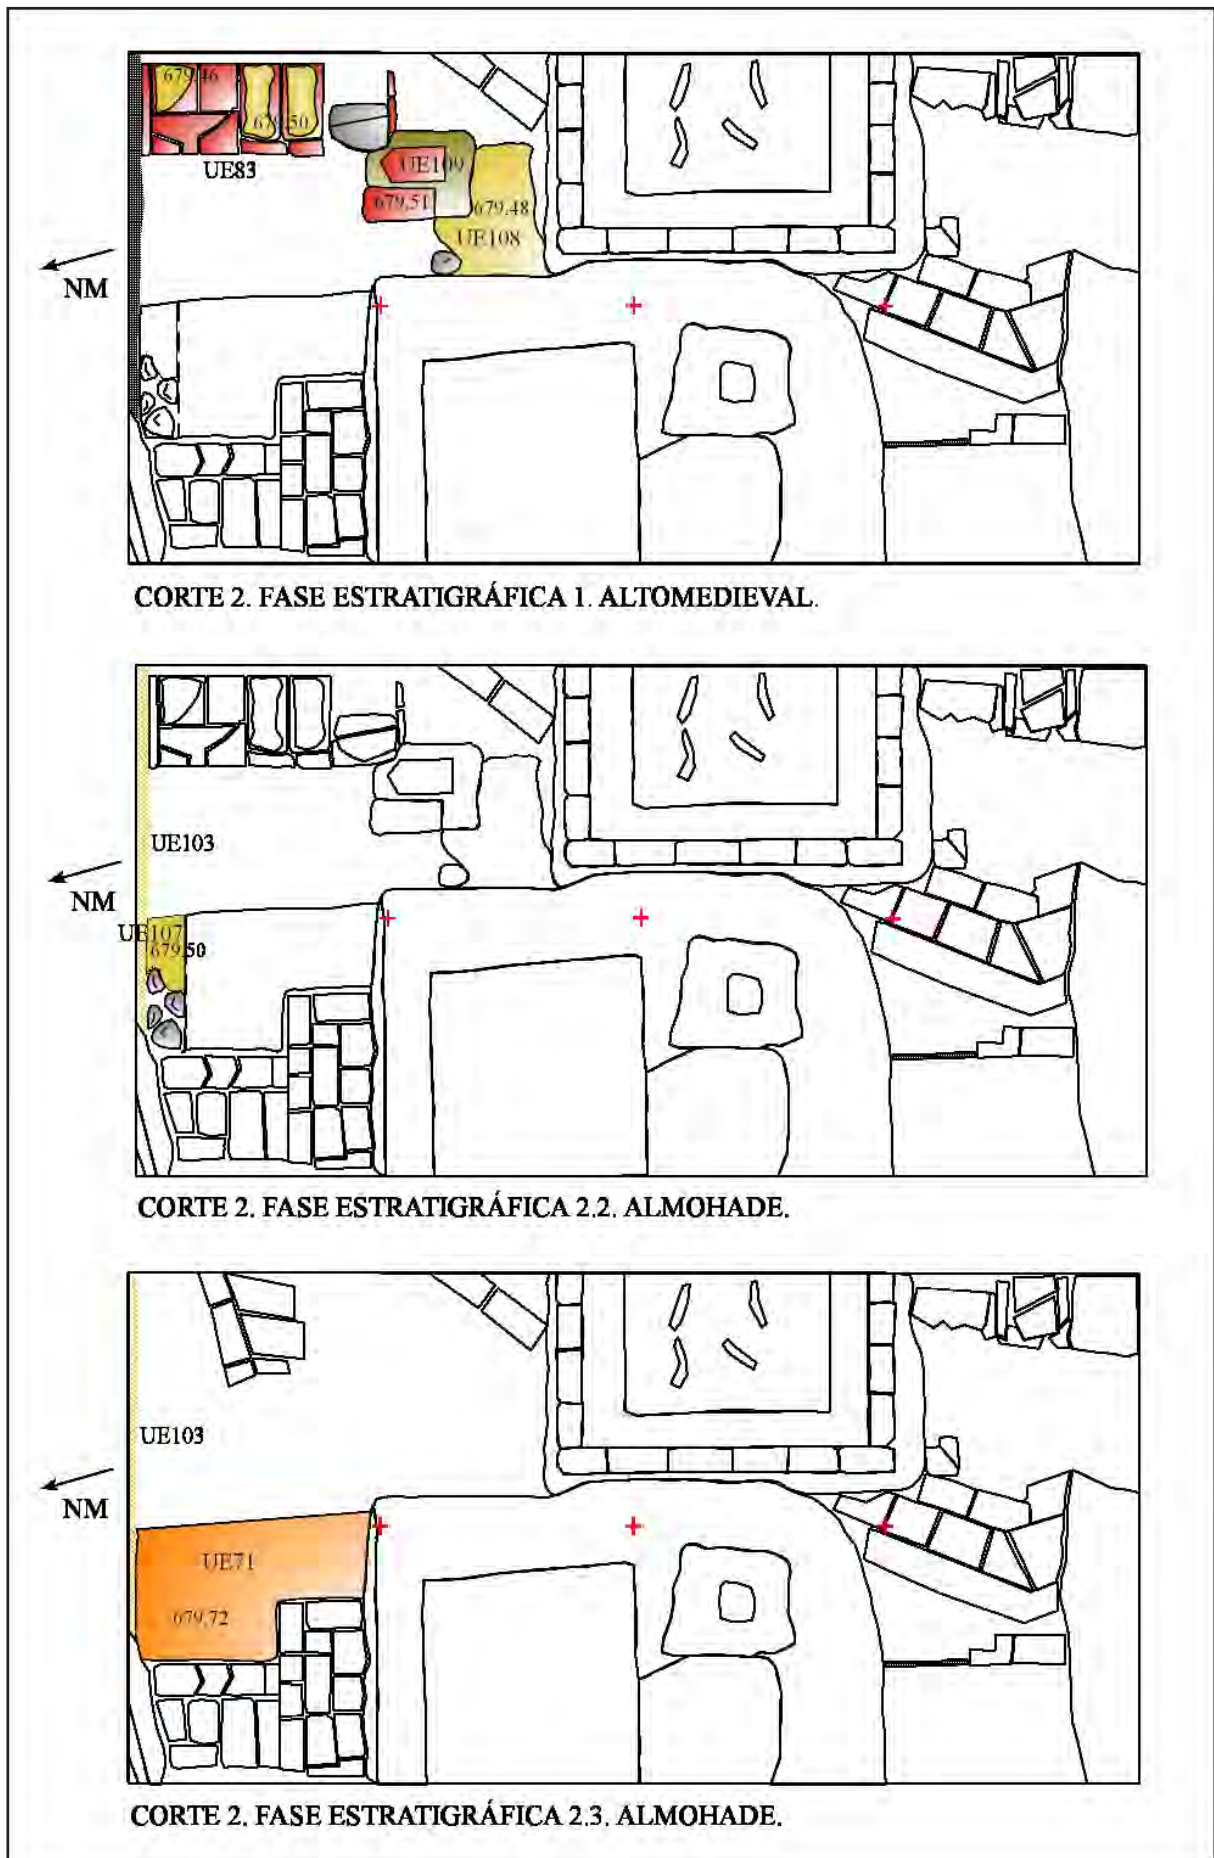 679,46
679,50
UE83
UE109
679,51
679,48
UE108
NM
CORTE 2. FASE ESTRATIGRÁFICA 1. ALTOMEDIEVAL.
UE103
NM
UE107
679,50
CORTE 2. FASE ESTRATIGRÁFICA 2.2. ALMOHADE.
UE103
NM
UE71
679,72
CORTE 2. FASE ESTRATIGRÁFICA 2.3. ALMOHADE.